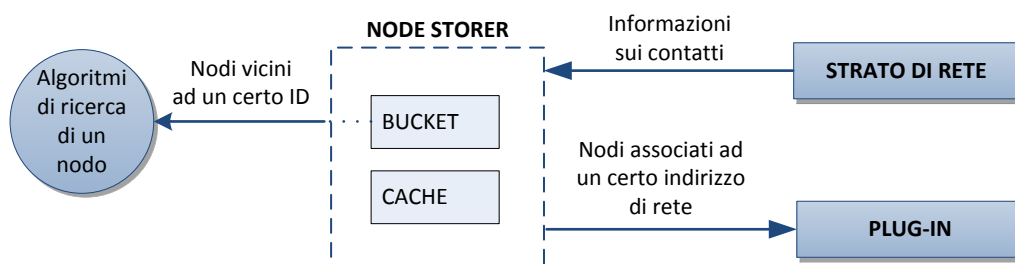 NODE STORER
Algoritmi
di ricerca
di un
nodo
Nodi vicini
ad un certo ID
BUCKET
CACHE
Informazioni
sui contatti
STRATO DI RETE
Nodi associati ad
un certo indirizzo
di rete
PLUG-IN